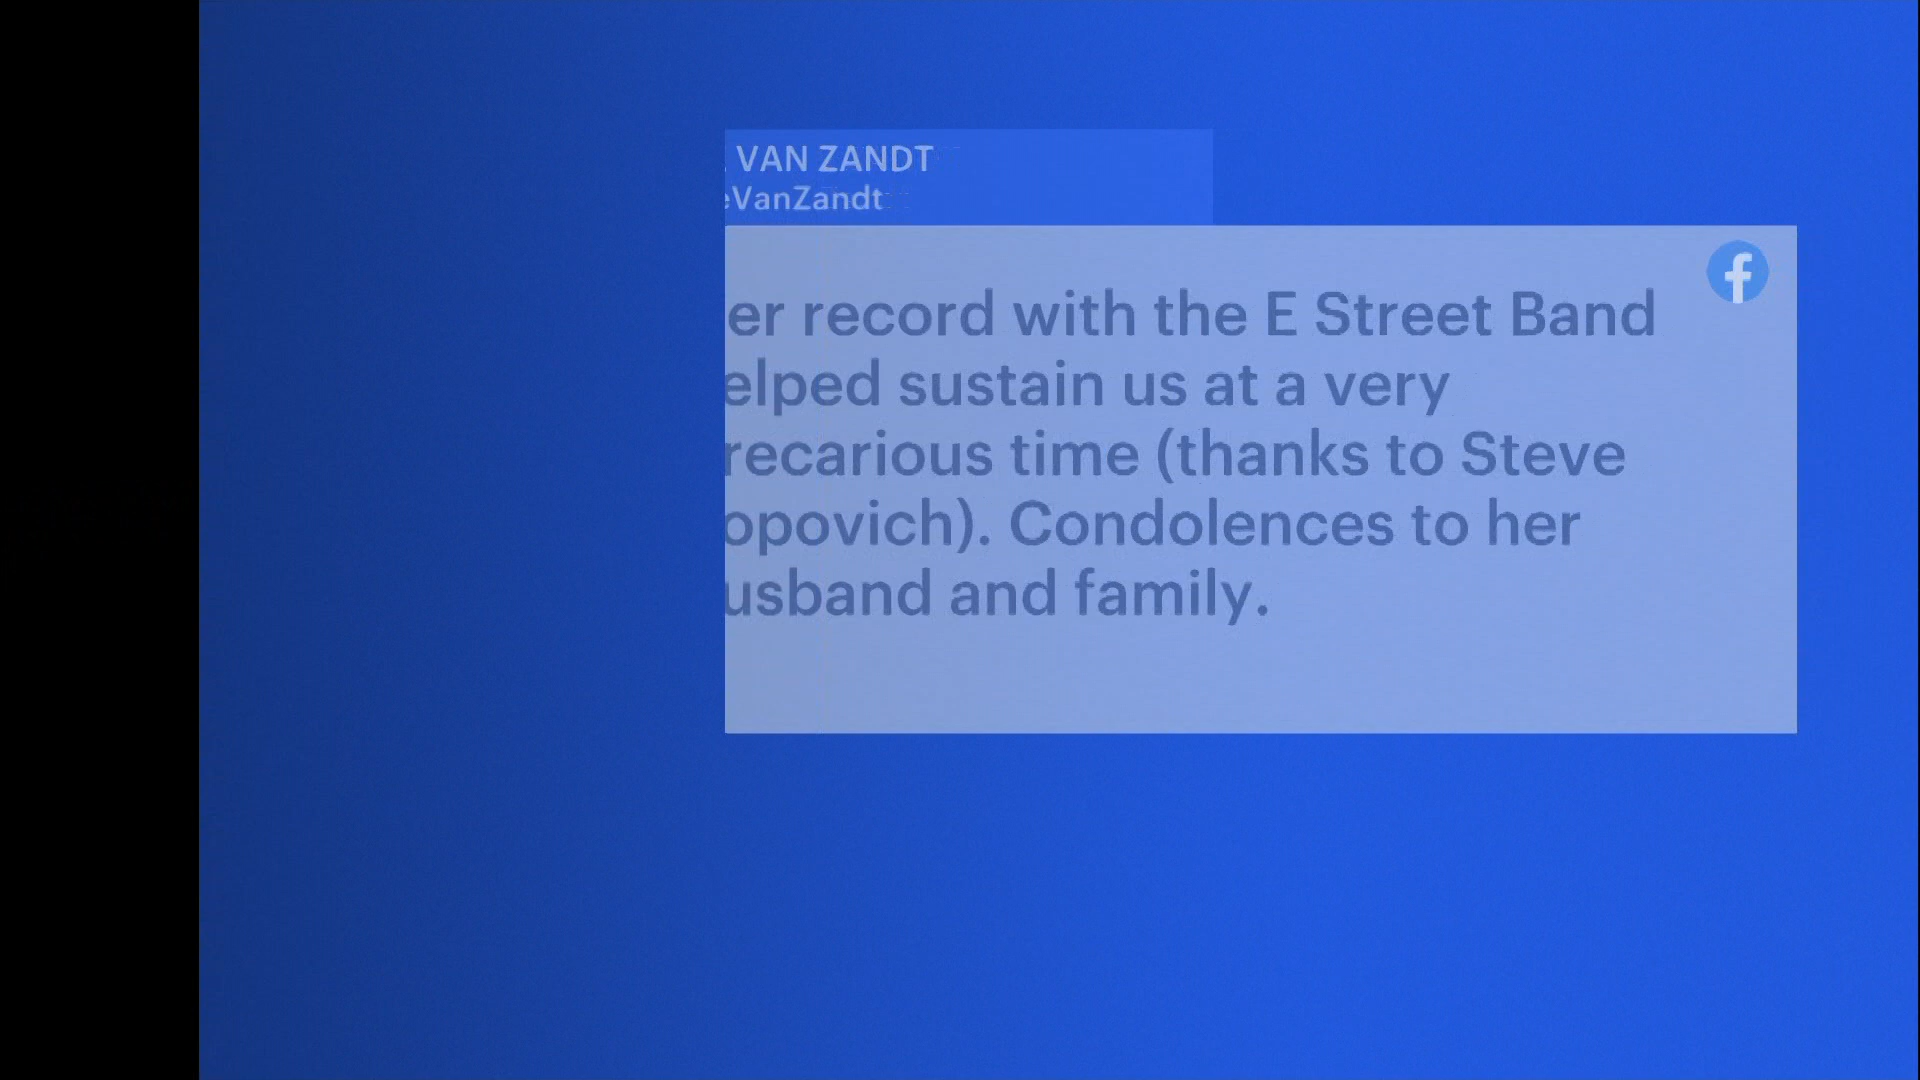 . VAN ZANDT
eVanZandt
er record with the E Street Band
elped sustain us at a very
recarious time (thanks to Steve
opovich). Condolences to her
usband and family.